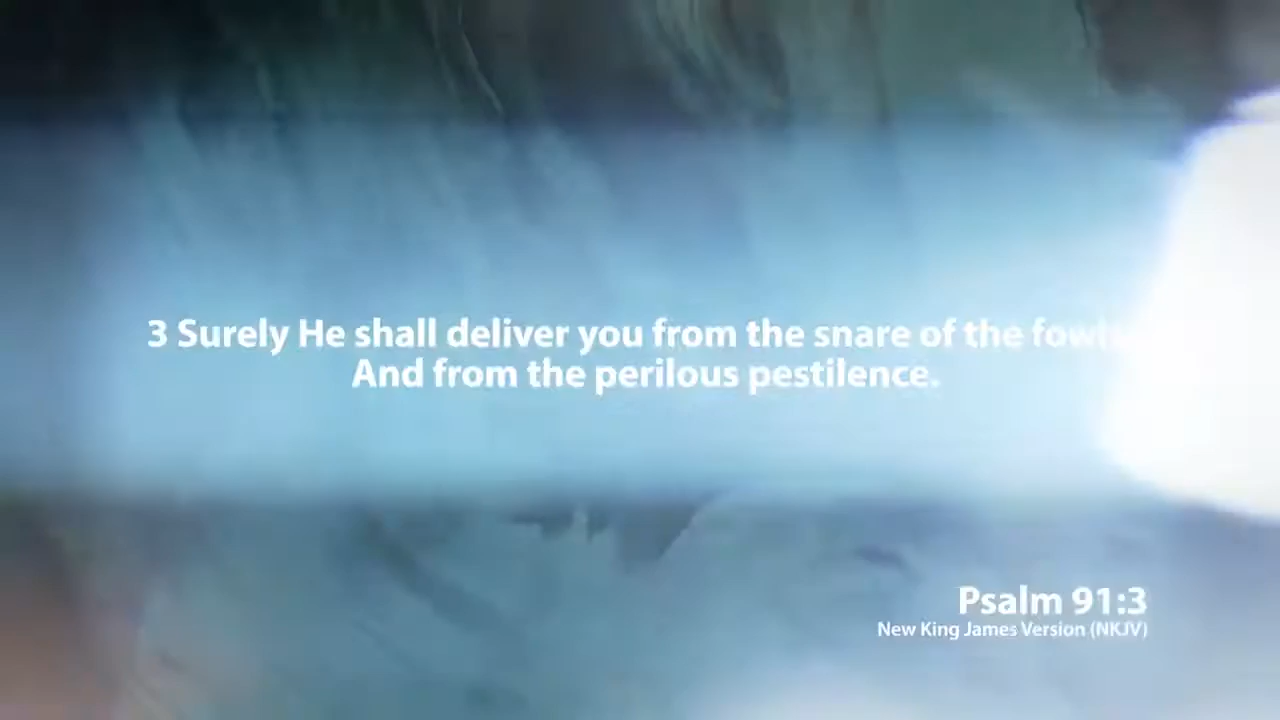 3 Surely He shall deliver you from the snare of the
And from the perilous pestilence.
Psalm 91:3
New King James Version (NKJV)